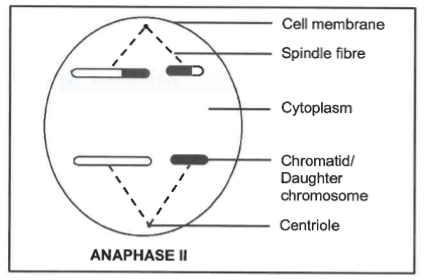 Cell membrane
Spindle fibre
Cytoplasm
Chromatid/
Daughter
chromosome
Centriole
ANAPHASE II